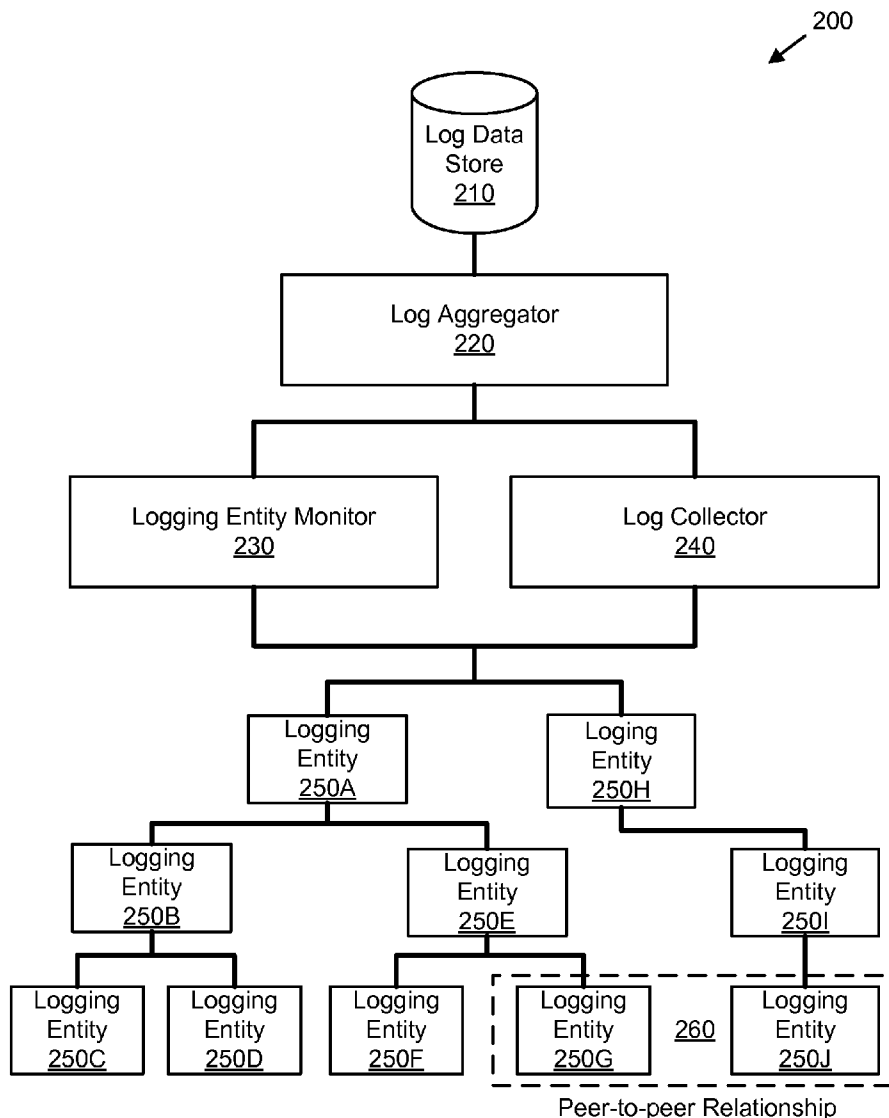 200
Log Data
Store
210
Log Aggregator
220
Logging Entity Monitor
230
Log Collector
240
Logging
Entity
250A
Loging
Entity
250H
Logging
Entity
250B
Logging
Entity
250E
Logging
Entity
250I
Logging
Entity
250C
Logging
Entity
250D
Logging
Entity
250F
Logging
Entity
250G
260
Logging
Entity
250J
Peer-to-peer Relationship